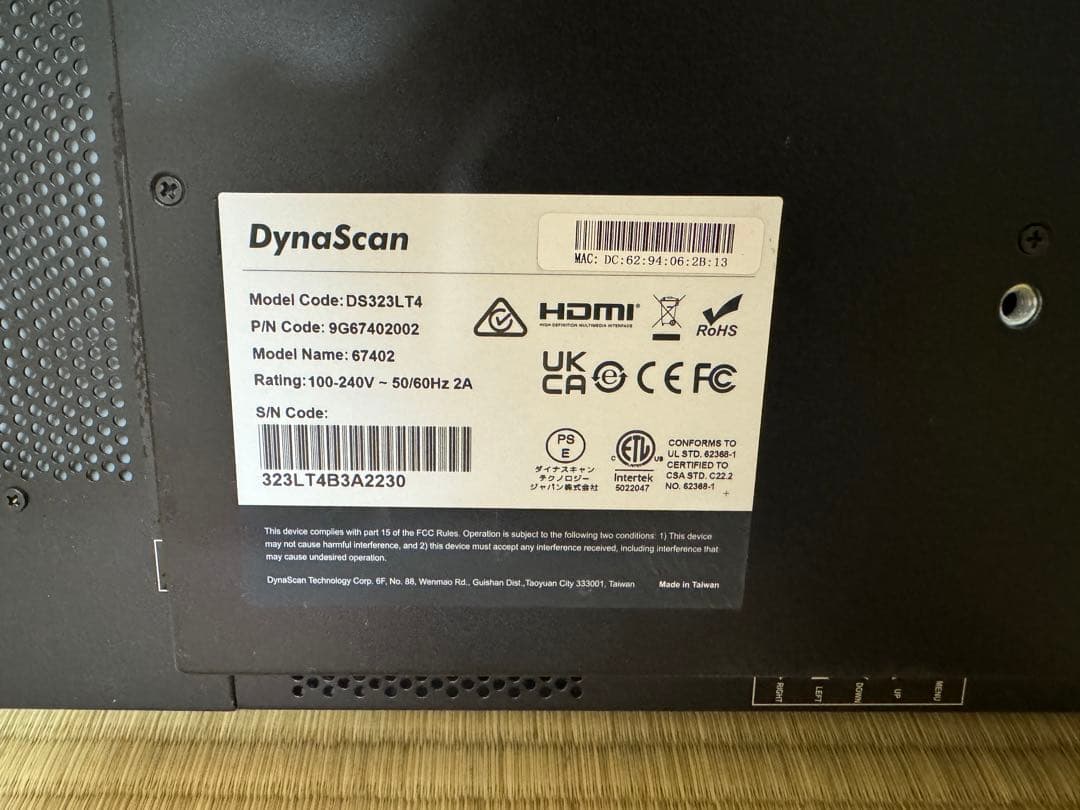 DynaScan
MAC: DC:62:94:06:2B:13
Model Code: DS323LT4
P/N Code: 9G67402002
Model Name: 67402
Rating: 100-240V ~ 50/60Hz 2A
S/N Code:
323LT4B3A2230
HDMI
HIGH-DEFINITION MULTIMEDIA INTERFACE
RoHS
UK
CA
e
CE
FC
PS
E
ダイナスキャン
テクノロジー
ジャパン株式会社
c ETL us
Intertek
5022047
CONFORMS TO
UL STD. 62368-1
CERTIFIED TO
CSA STD. C22.2
NO. 62368-1
This device complies with part 15 of the FCC Rules. Operation is subject to the following two conditions: 1) This device
may not cause harmful interference, and 2) this device must accept any interference received, including interference that
may cause undesired operation.
DynaScan Technology Corp. 6F, No. 88, Wenmao Rd., Guishan Dist.,Taoyuan City 333001, Taiwan
Made in Taiwan
RIGHT
LEFT
DOWN
UP
MENU